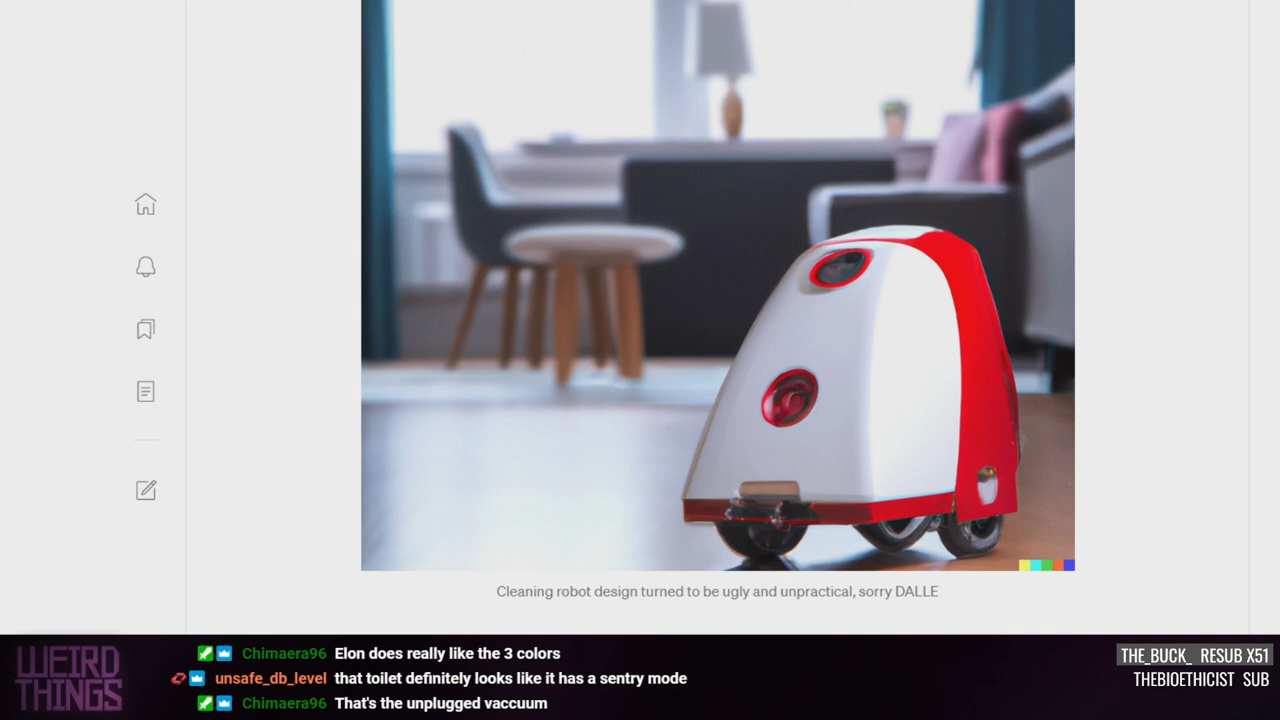 Cleaning robot design turned to be ugly and unpractical, sorry DALLE
WEIRD THINGS
Chimaera96 Elon does really like the 3 colors
unsafe_db_level that toilet definitely looks like it has a sentry mode
Chimaera96 That's the unplugged vaccuum
THE_BUCK_ RESUB X51
THEBIOETHICIST SUB